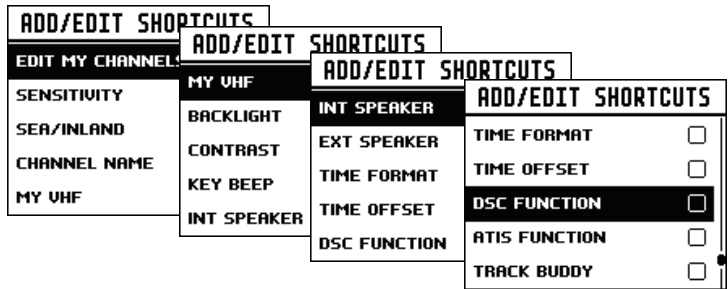 ADD/EDIT SHORTCUTS
EDIT MY CHANNELS
SENSITIVITY
SEA/INLAND
CHANNEL NAME
MY VHF
ADD/EDIT SHORTCUTS
MY VHF
BACKLIGHT
CONTRAST
KEY BEEP
INT SPEAKER
ADD/EDIT SHORTCUTS
INT SPEAKER
EXT SPEAKER
TIME FORMAT
TIME OFFSET
DSC FUNCTION
ADD/EDIT SHORTCUTS
TIME FORMAT
TIME OFFSET
DSC FUNCTION
ATIS FUNCTION
TRACK BUDDY